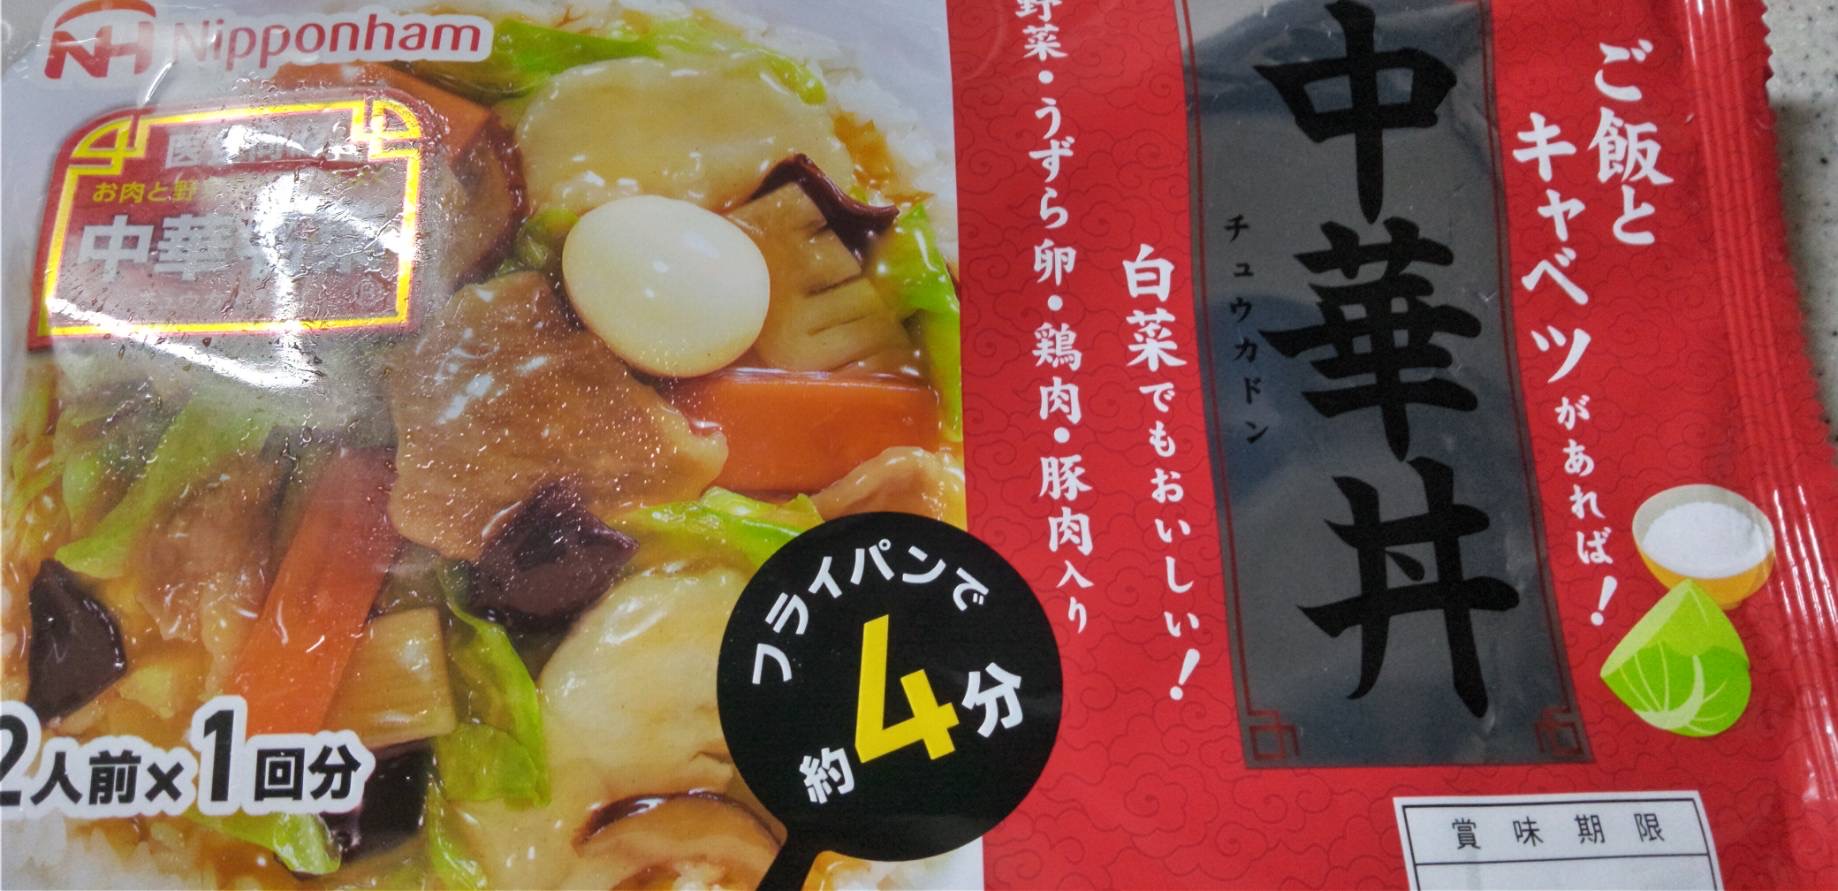 NH Nipponham
お肉と野
中華
ご飯と
キャベツがあれば！
中華丼
チュウカドン
白菜でもおいしい！
野菜・うずら卵・鶏肉・豚肉入り
フライパンで
約4分
2人前×1回分
賞味期限